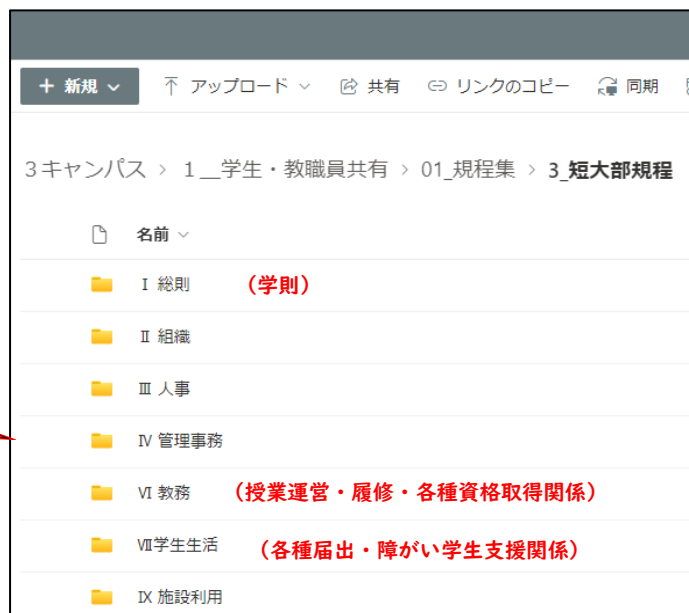 ＋ 新規 アップロード 共有 リンクのコピー 同期
３キャンパス > １＿学生・教職員共有 > 01_規程集 > 3_短大部規程
名前
Ⅰ 総則 （学則）
Ⅱ 組織
Ⅲ 人事
Ⅳ 管理事務
Ⅵ 教務 （授業運営・履修・各種資格取得関係）
Ⅶ学生生活 （各種届出・障がい学生支援関係）
Ⅸ 施設利用